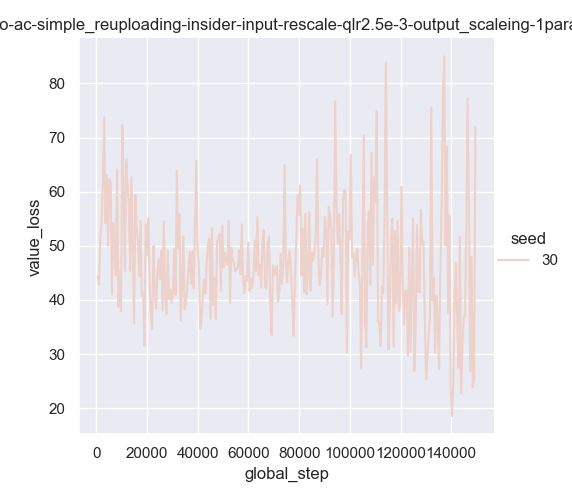 o-ac-simple_reuploading-insider-input-rescale-qlr2.5e-3-output_scaleing-1para
80
70
60
50
40
30
20
value_loss
0 20000 40000 60000 80000 100000 120000 140000
global_step
seed
30